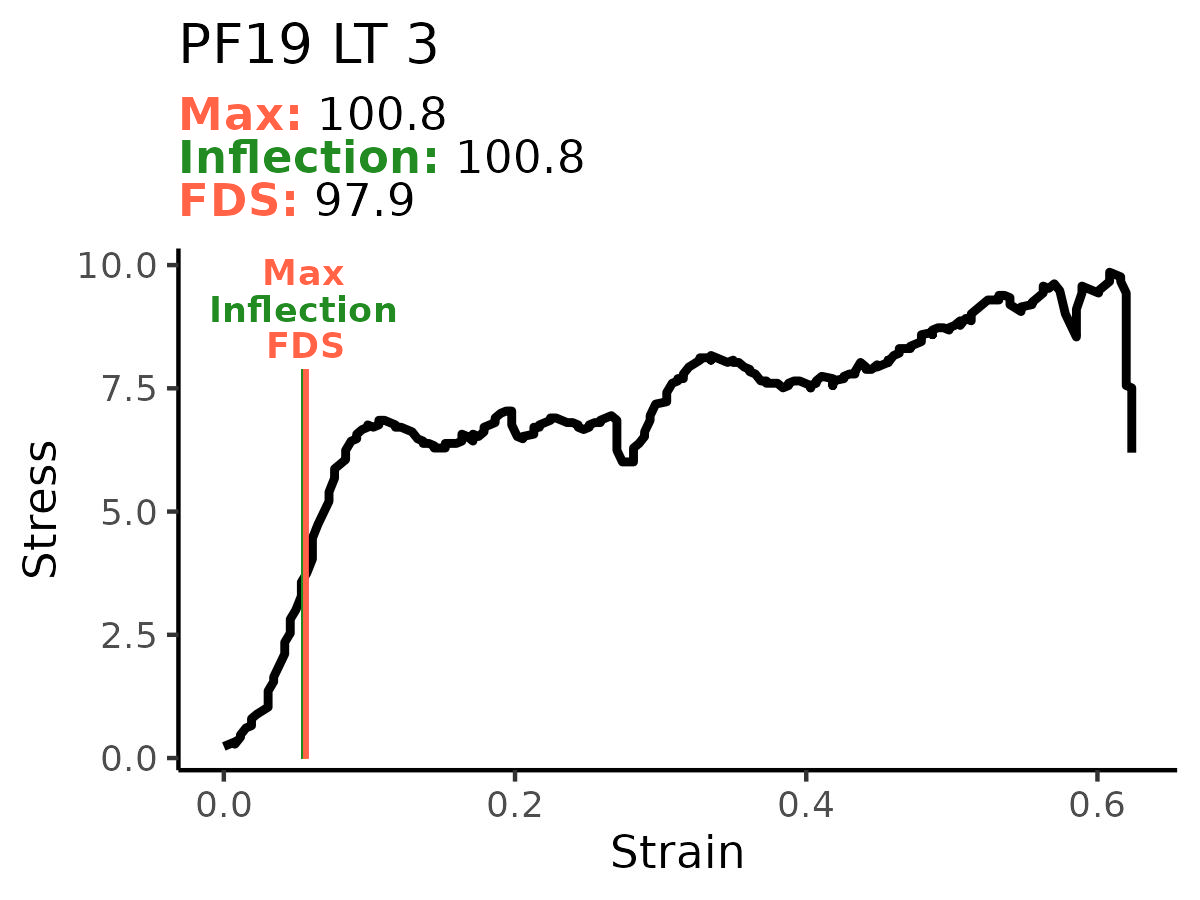 PF19 LT 3
Max: 100.8
Inflection: 100.8
FDS: 97.9
Max
Inflection
FDS
10.0
7.5
5.0
2.5
0.0
Stress
0.0 0.2 0.4 0.6
Strain